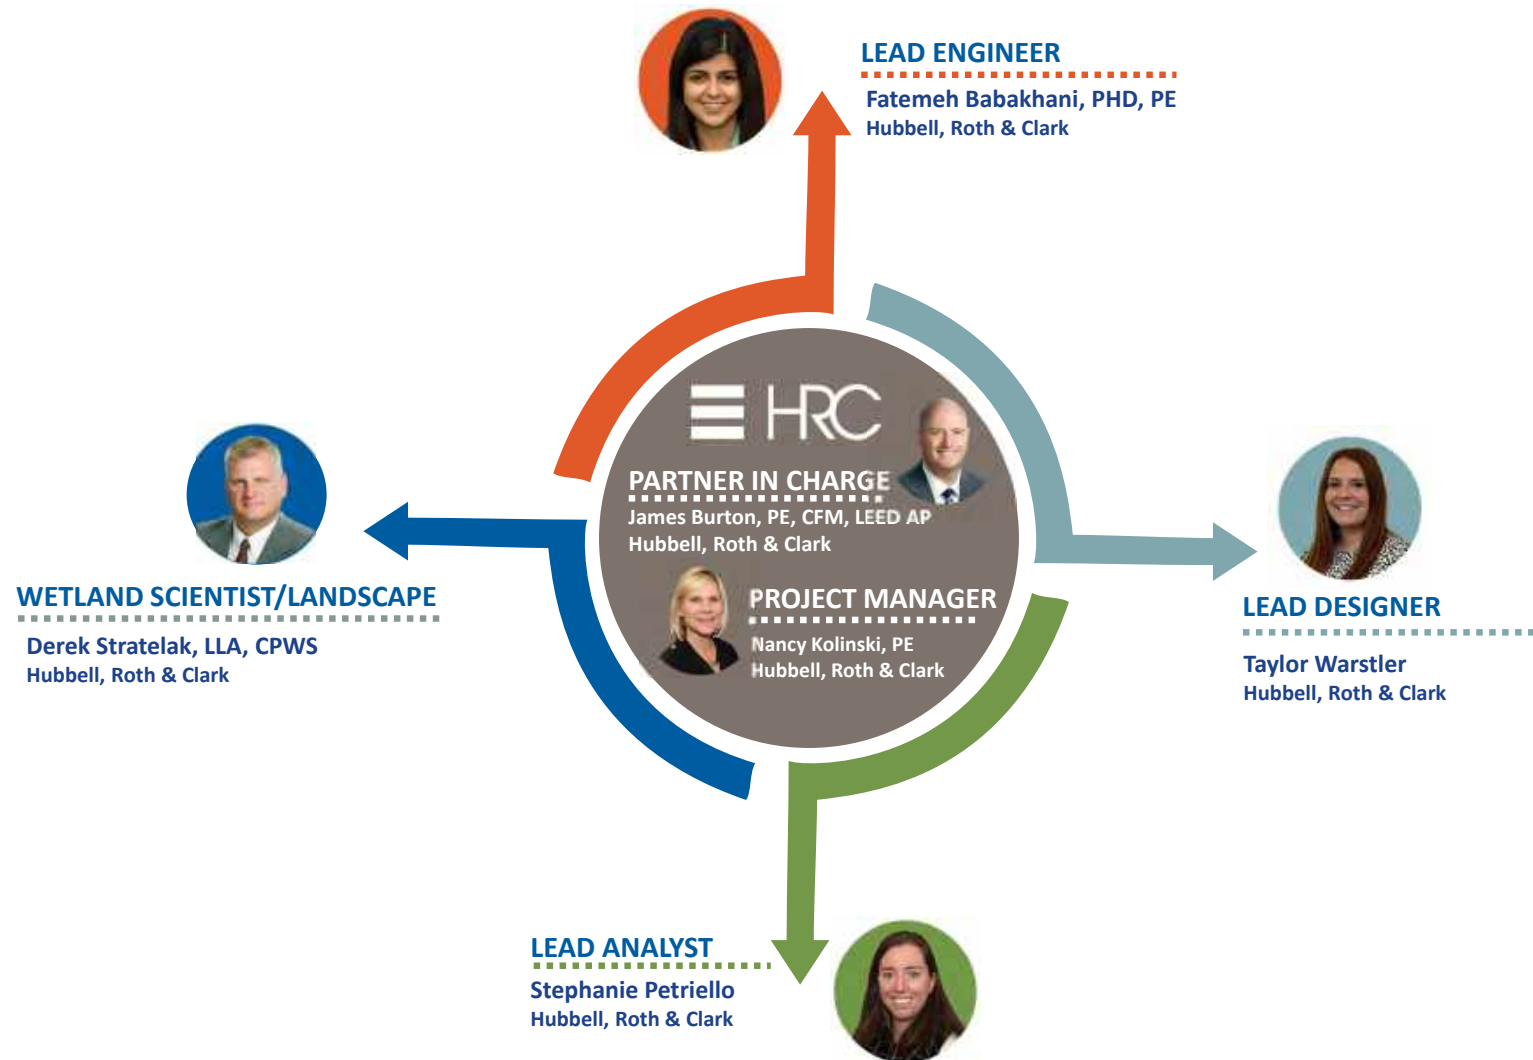 LEAD ENGINEER
Fatemeh Babakhani, PHD, PE
Hubbell, Roth & Clark
HRC
PARTNER IN CHARGE
James Burton, PE, CFM, LEED AP
Hubbell, Roth & Clark
PROJECT MANAGER
Nancy Kolinski, PE
Hubbell, Roth & Clark
WETLAND SCIENTIST/LANDSCAPE
Derek Stratelak, LLA, CPWS
Hubbell, Roth & Clark
LEAD DESIGNER
Taylor Warstler
Hubbell, Roth & Clark
LEAD ANALYST
Stephanie Petriello
Hubbell, Roth & Clark